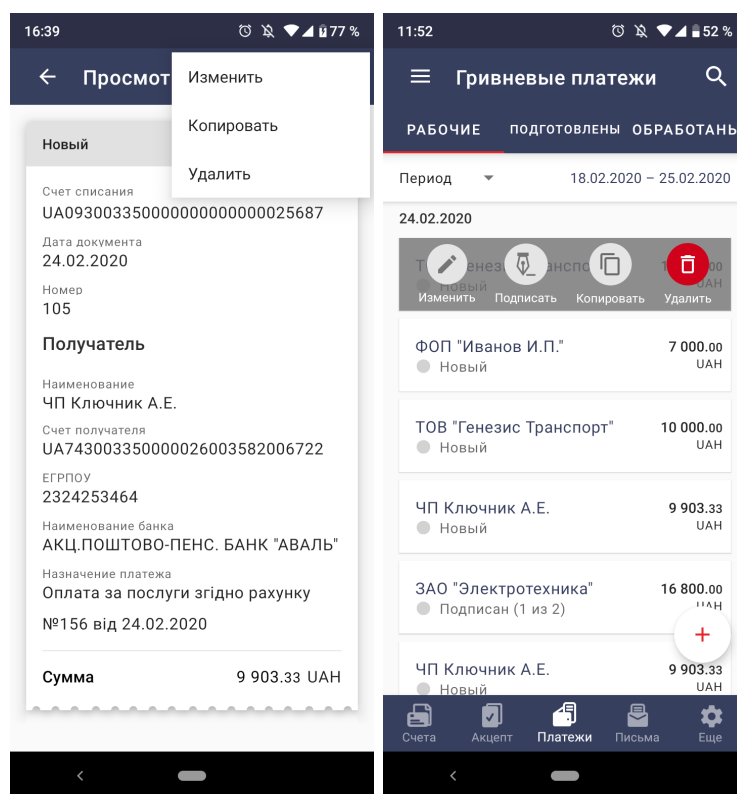 16:39
77 %
Просмот
Изменить
Копировать
Удалить
Новый
Счет списания
UA093003350000000000000025687
Дата документа
24.02.2020
Номер
105
Получатель
Наименование
ЧП Ключник А.Е.
Счет получателя
UA743003350000026003582006722
ЕГРПОУ
2324253464
Наименование банка
АКЦ.ПОШТОВО-ПЕНС. БАНК "АВАЛЬ"
Назначение платежа
Оплата за послуги згідно рахунку
№156 від 24.02.2020
Сумма
9 903.33 UAH
11:52
52 %
Гривневые платежи
РАБОЧИЕ
ПОДГОТОВЛЕНЫ
ОБРАБОТАНЫ
Период
18.02.2020 – 25.02.2020
24.02.2020
Новый
UAH
Изменить
Подписать
Копировать
Удалить
ФОП "Иванов И.П."
7 000.00
Новый
UAH
ТОВ "Генезис Транспорт"
10 000.00
Новый
UAH
ЧП Ключник А.Е.
9 903.33
Новый
UAH
ЗАО "Электротехника"
16 800.00
Подписан (1 из 2)
UAH
ЧП Ключник А.Е.
9 903.33
Новый
UAH
Счета
Акцепт
Платежи
Письма
Еще